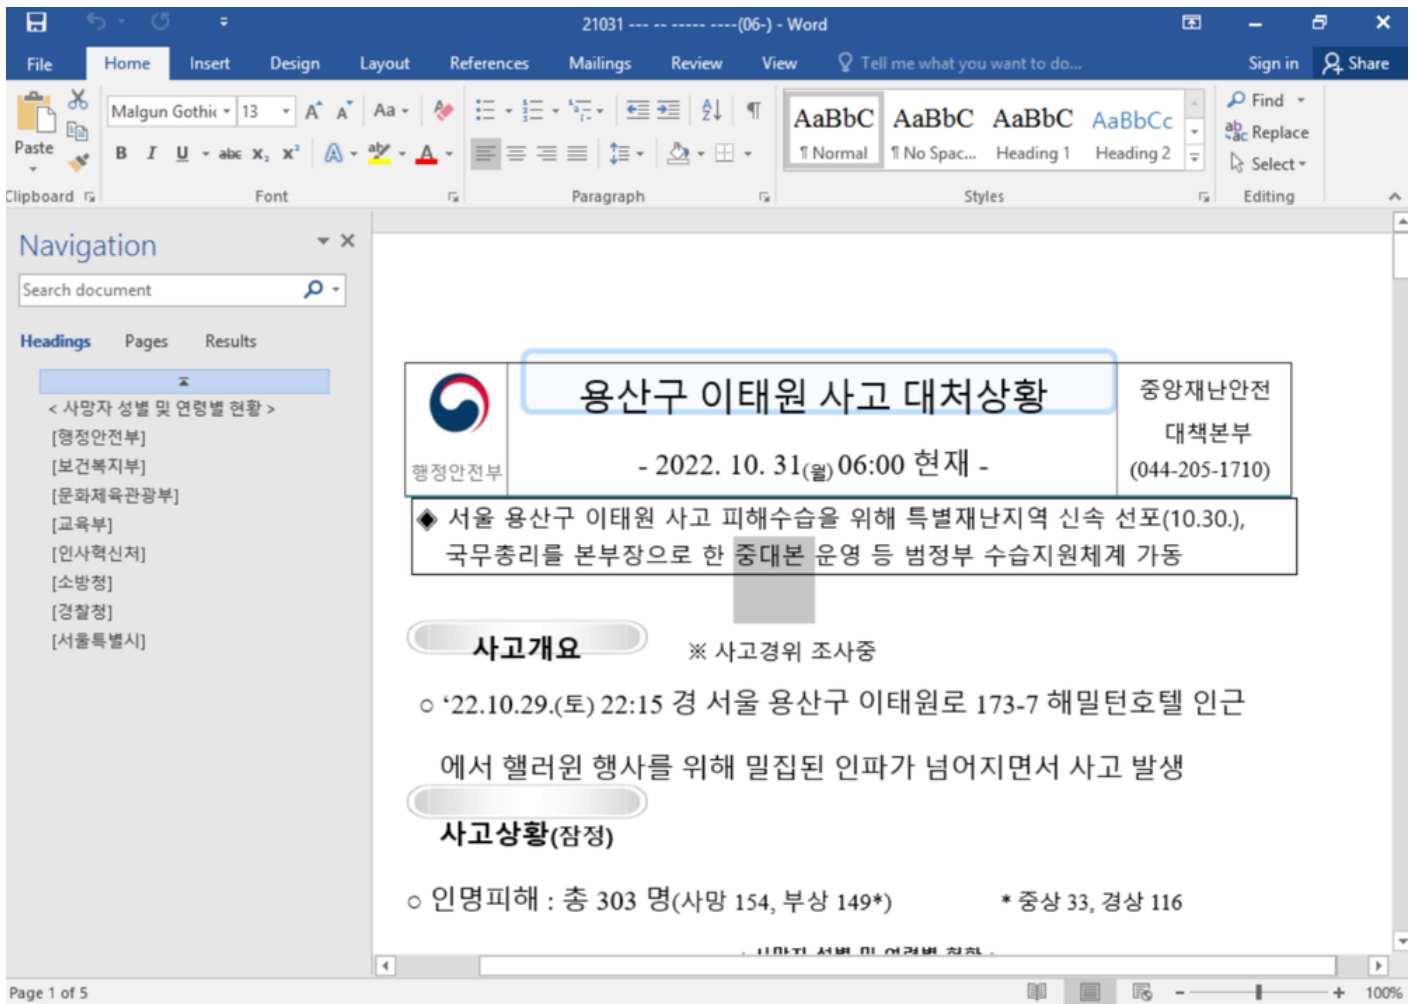 21031 --- -- ----- ----(06-) - Word
File Home Insert Design Layout References Mailings Review View Tell me what you want to do... Sign in Share
Paste
Malgun Gothic 13
B I U abc x₂ x²
AaBbC AaBbC AaBbC AaBbCc
¶ Normal ¶ No Spac... Heading 1 Heading 2
Find
Replace
Select
Clipboard Font Paragraph Styles Editing
Navigation
Search document
Headings Pages Results
< 사망자 성별 및 연령별 현황 >
[행정안전부]
[보건복지부]
[문화체육관광부]
[교육부]
[인사혁신처]
[소방청]
[경찰청]
[서울특별시]
행정안전부
용산구 이태원 사고 대처상황
- 2022. 10. 31(월) 06:00 현재 -
중앙재난안전
대책본부
(044-205-1710)
◈ 서울 용산구 이태원 사고 피해수습을 위해 특별재난지역 신속 선포(10.30.),
국무총리를 본부장으로 한 중대본 운영 등 범정부 수습지원체계 가동
사고개요 ※ 사고경위 조사중
○ ‘22.10.29.(토) 22:15 경 서울 용산구 이태원로 173-7 해밀턴호텔 인근
에서 핼러윈 행사를 위해 밀집된 인파가 넘어지면서 사고 발생
사고상황(잠정)
○ 인명피해 : 총 303 명(사망 154, 부상 149*) * 중상 33, 경상 116
Page 1 of 5
100%